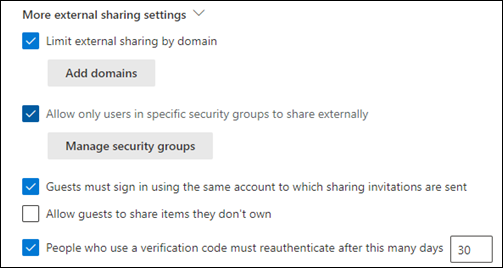 More external sharing settings
Limit external sharing by domain
Add domains
Allow only users in specific security groups to share externally
Manage security groups
Guests must sign in using the same account to which sharing invitations are sent
Allow guests to share items they don't own
People who use a verification code must reauthenticate after this many days 30